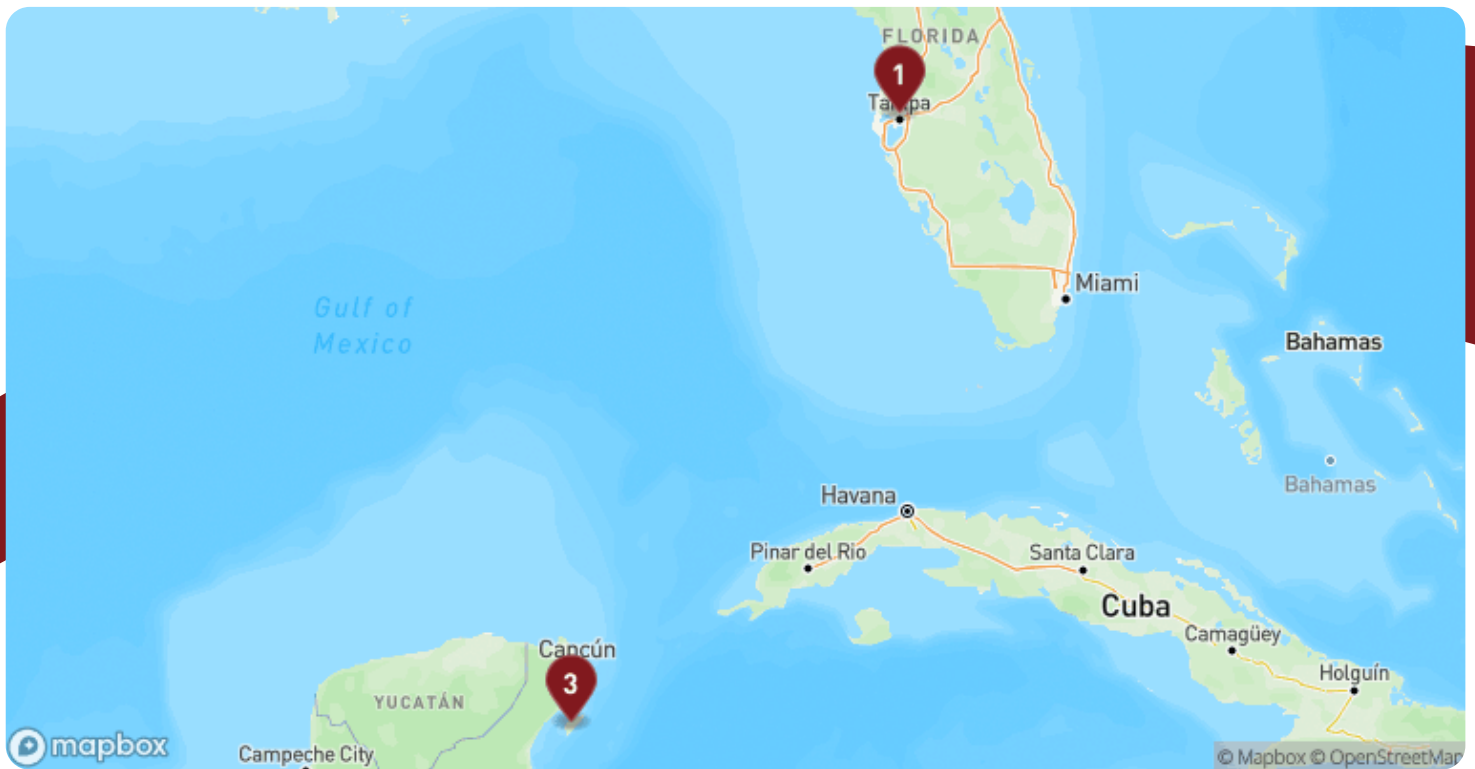 FLORIDA
1
Tampa
Miami
Gulf of
Mexico
Bahamas
Bahamas
Havana
Pinar del Rio
Santa Clara
Cuba
Camagüey
Holguín
Cancún
3
YUCATÁN
Campeche City
mapbox
© Mapbox © OpenStreetMap